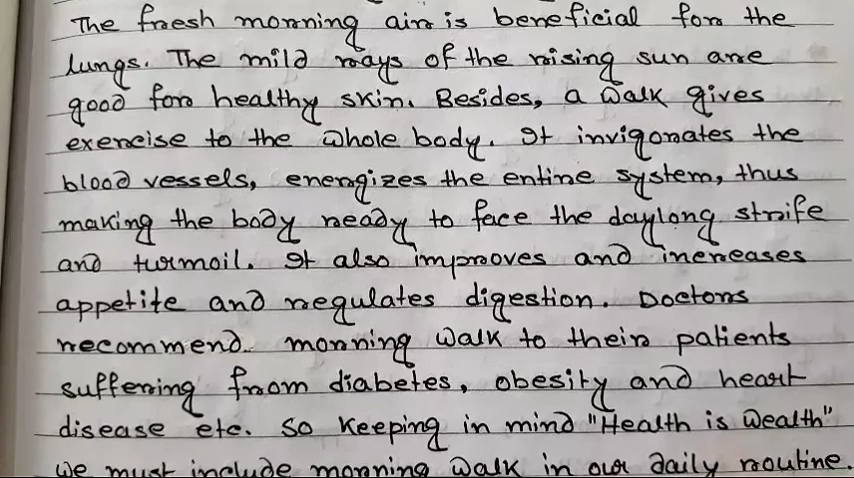 The fresh morning air is beneficial for the
lungs. The mild rays of the rising sun are
good for healthy skin. Besides, a walk gives
exercise to the whole body. It invigorates the
blood vessels, energizes the entire system, thus
making the body ready to face the daylong strife
and turmoil. It also improves and increases
appetite and regulates digestion. Doctors
recommend morning walk to their patients
suffering from diabetes, obesity and heart
disease etc. So keeping in mind "Health is Wealth"
we must include morning walk in our daily routine.